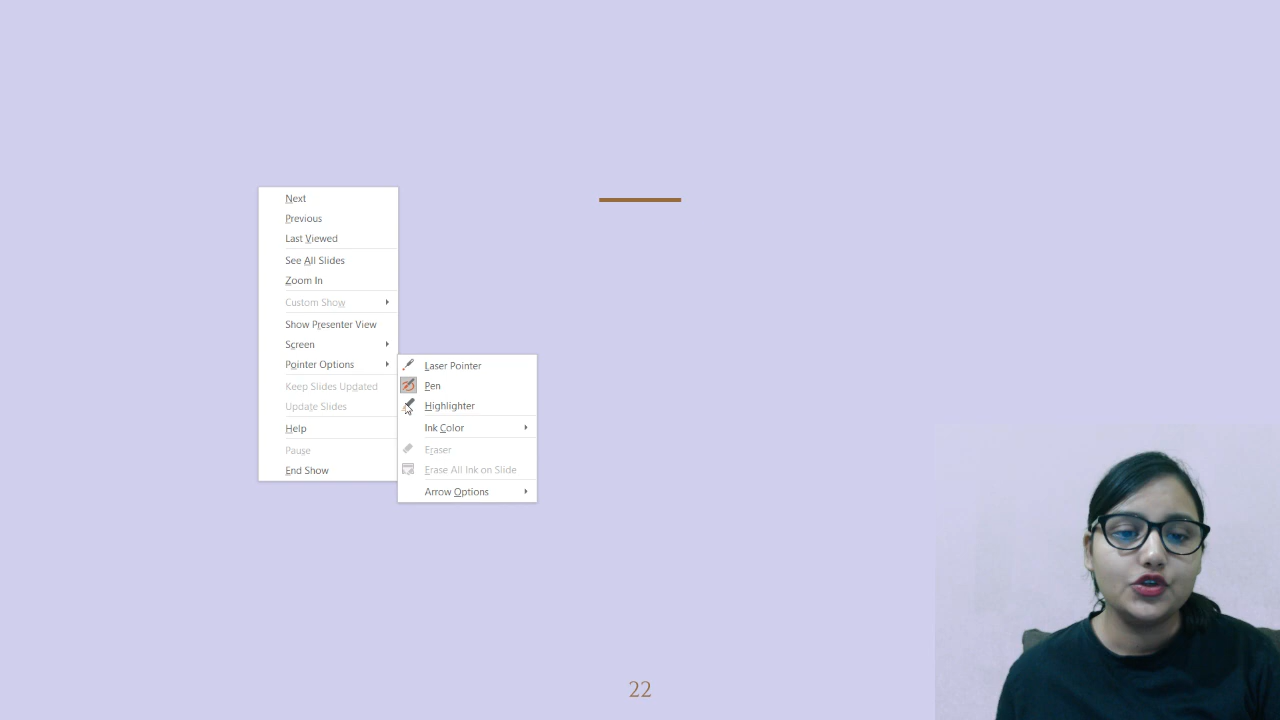 Next
Previous
Last Viewed
See All Slides
Zoom In
Custom Show
Show Presenter View
Screen
Pointer Options
Keep Slides Updated
Update Slides
Help
Pause
End Show
Laser Pointer
Pen
Highlighter
Ink Color
Eraser
Erase All Ink on Slide
Arrow Options
22